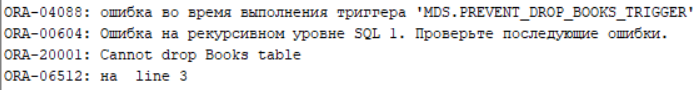 ORA-04088: ошибка во время выполнения триггера 'MDS.PREVENT_DROP_BOOKS_TRIGGER'
ORA-00604: Ошибка на рекурсивном уровне SQL 1. Проверьте последующие ошибки.
ORA-20001: Cannot drop Books table
ORA-06512: на  line 3